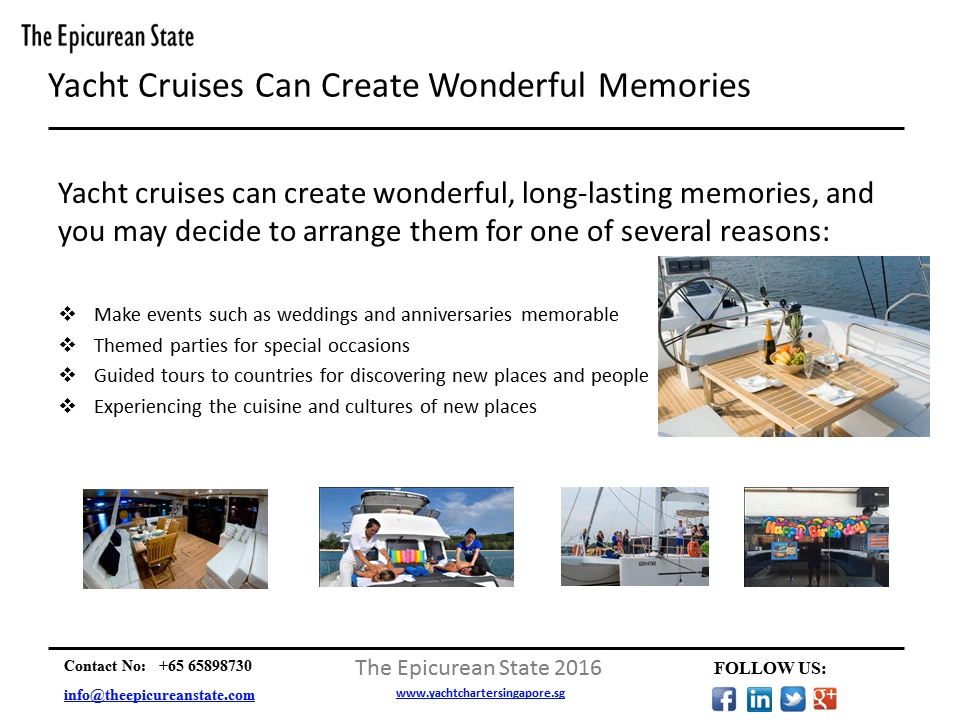 The Epicurean State
Yacht Cruises Can Create Wonderful Memories
Yacht cruises can create wonderful, long-lasting memories, and
you may decide to arrange them for one of several reasons:
❖ Make events such as weddings and anniversaries memorable
❖ Themed parties for special occasions
❖ Guided tours to countries for discovering new places and people
❖ Experiencing the cuisine and cultures of new places
Happy Birthday
Contact No: +65 65898730
info@theepicureanstate.com
The Epicurean State 2016
www.yachtchartersingapore.sg
FOLLOW US: